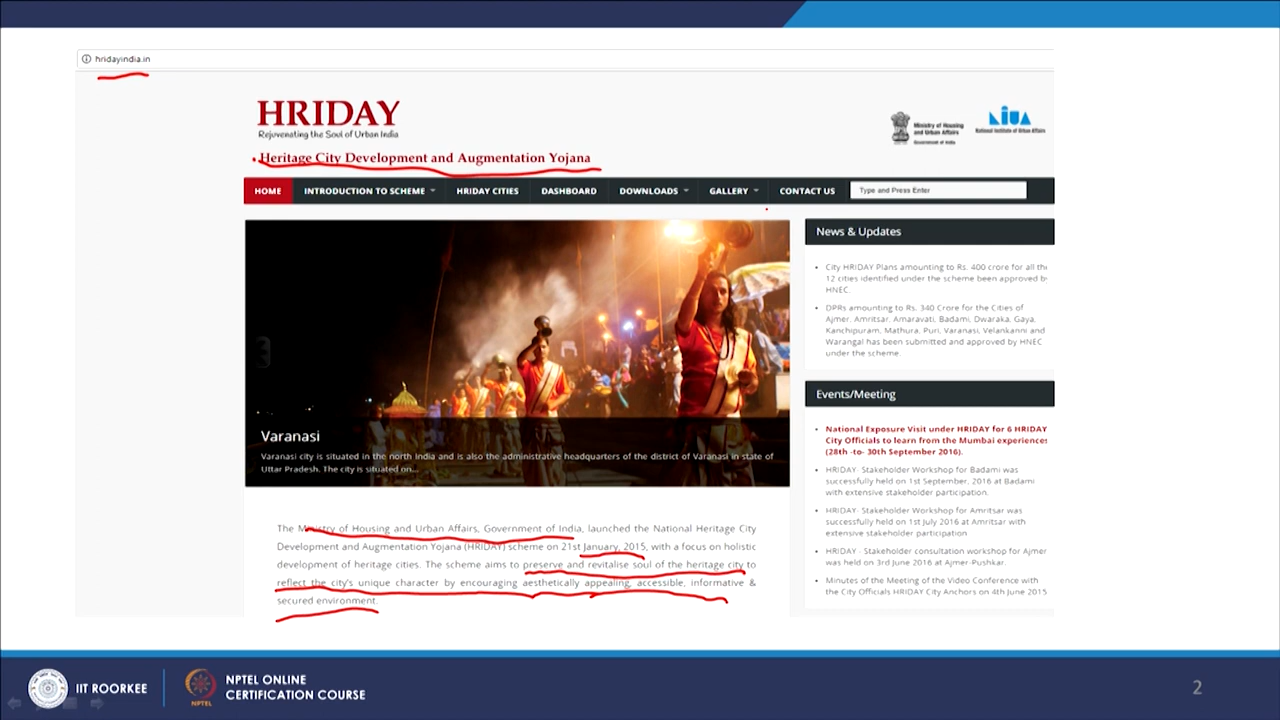 hridayindia.in
HRIDAY
Rejuvenating the Soul of Urban India
Heritage City Development and Augmentation Yojana
Ministry of Housing
and Urban Affairs
Government of India
NIUA
National Institute of Urban Affairs
HOME INTRODUCTION TO SCHEME HRIDAY CITIES DASHBOARD DOWNLOADS GALLERY CONTACT US Type and Press Enter
Varanasi
Varanasi city is situated in the north India and is also the administrative headquarters of the district of Varanasi in state of
Uttar Pradesh. The city is situated on...
The Ministry of Housing and Urban Affairs, Government of India, launched the National Heritage City
Development and Augmentation Yojana (HRIDAY) scheme on 21st January, 2015, with a focus on holistic
development of heritage cities. The scheme aims to preserve and revitalise soul of the heritage city to
reflect the city's unique character by encouraging aesthetically appealing, accessible, informative &
secured environment.
News & Updates
City HRIDAY Plans amounting to Rs. 400 crore for all the
12 cities identified under the scheme been approved by
HNEC.
DPRs amounting to Rs. 340 Crore for the Cities of
Ajmer, Amritsar, Amaravati, Badami, Dwaraka, Gaya,
Kanchipuram, Mathura, Puri, Varanasi, Velankanni and
Warangal has been submitted and approved by HNEC
under the scheme.
Events/Meeting
National Exposure Visit under HRIDAY for 6 HRIDAY
City Officials to learn from the Mumbai experiences
(28th -to- 30th September 2016).
HRIDAY- Stakeholder Workshop for Badami was
successfully held on 1st September, 2016 at Badami
with extensive stakeholder participation.
HRIDAY- Stakeholder Workshop for Amritsar was
successfully held on 1st July 2016 at Amritsar with
extensive stakeholder participation
HRIDAY - Stakeholder consultation workshop for Ajmer
was held on 3rd June 2016 at Ajmer-Pushkar.
Minutes of the Meeting of the Video Conference with
the City Officials HRIDAY City Anchors on 4th June 2015
IIT ROORKEE
NPTEL
NPTEL ONLINE
CERTIFICATION COURSE
2